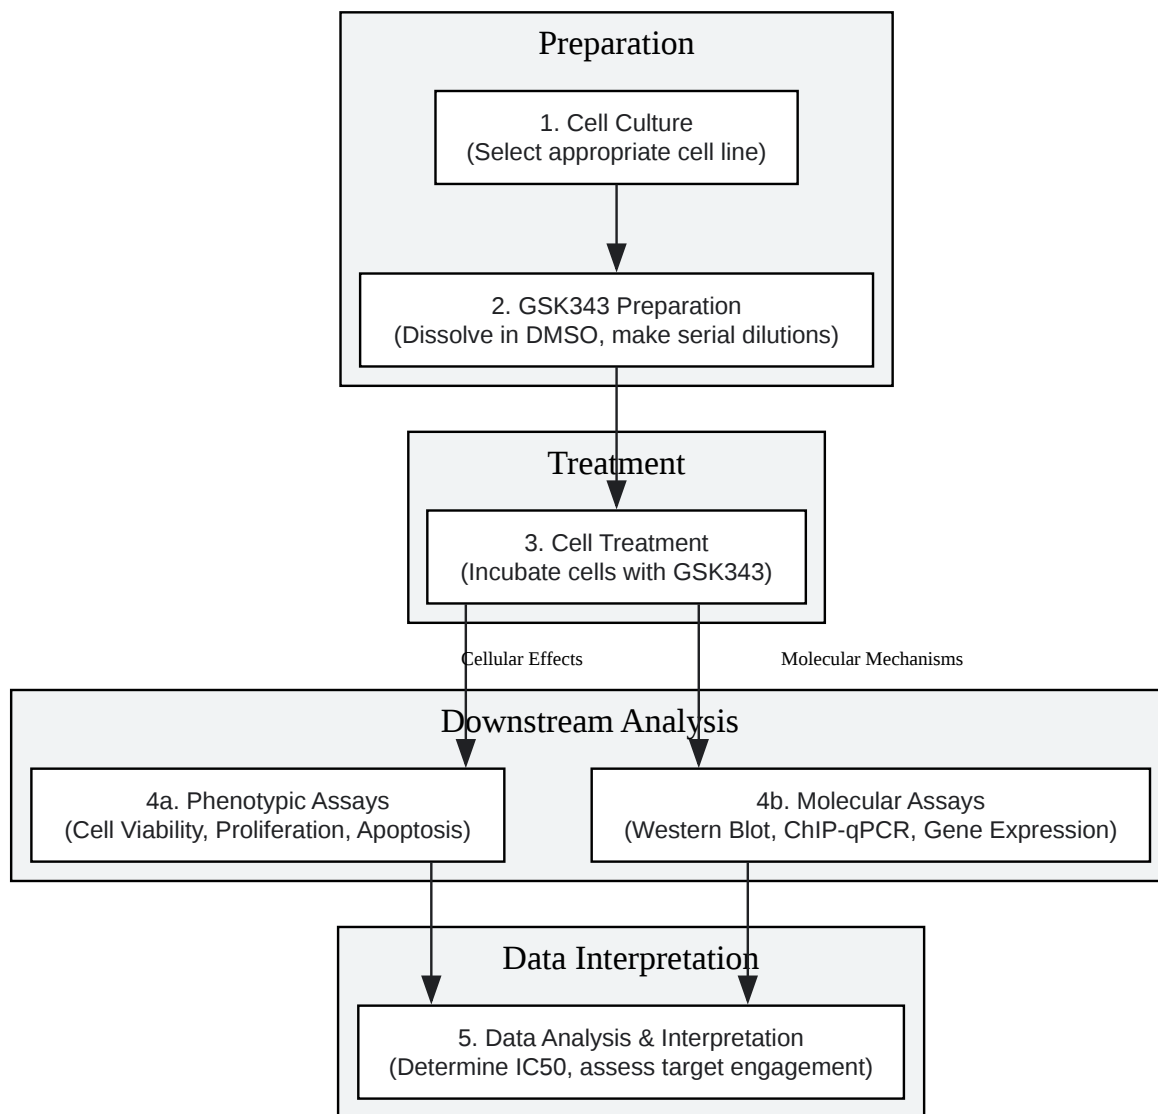 Preparation
1. Cell Culture
(Select appropriate cell line)
2. GSK343 Preparation
(Dissolve in DMSO, make serial dilutions)
Treatment
3. Cell Treatment
(Incubate cells with GSK343)
Cellular Effects
Molecular Mechanisms
Downstream Analysis
4a. Phenotypic Assays
(Cell Viability, Proliferation, Apoptosis)
4b. Molecular Assays
(Western Blot, ChIP-qPCR, Gene Expression)
Data Interpretation
5. Data Analysis & Interpretation
(Determine IC50, assess target engagement)